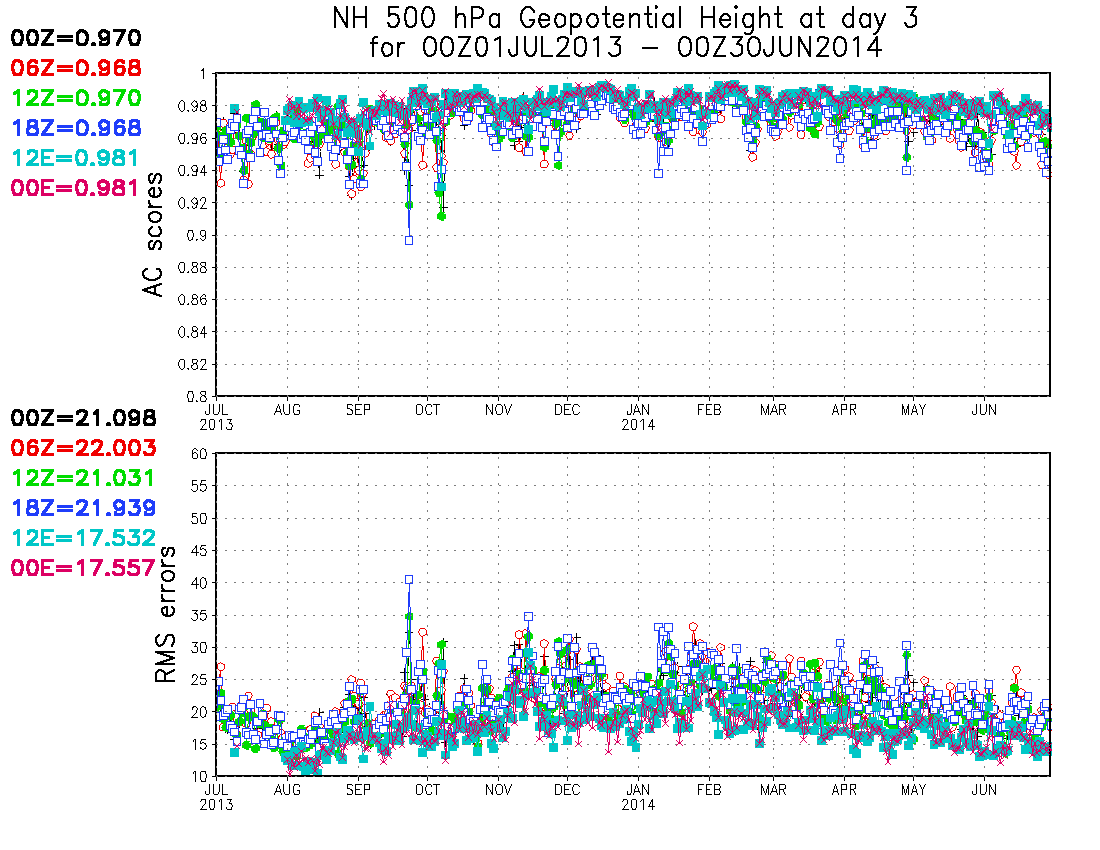 NH 500 hPa Geopotential Height at day 3
for 00Z01JUL2013 – 00Z30JUN2014
00Z=0.970
06Z=0.968
12Z=0.970
18Z=0.968
12E=0.981
00E=0.981
AC scores
1
0.98
0.96
0.94
0.92
0.9
0.88
0.86
0.84
0.82
0.8
JUL AUG SEP OCT NOV DEC JAN FEB MAR APR MAY JUN
2013 2014
00Z=21.098
06Z=22.003
12Z=21.031
18Z=21.939
12E=17.532
00E=17.557
RMS errors
60
55
50
45
40
35
30
25
20
15
10
JUL AUG SEP OCT NOV DEC JAN FEB MAR APR MAY JUN
2013 2014